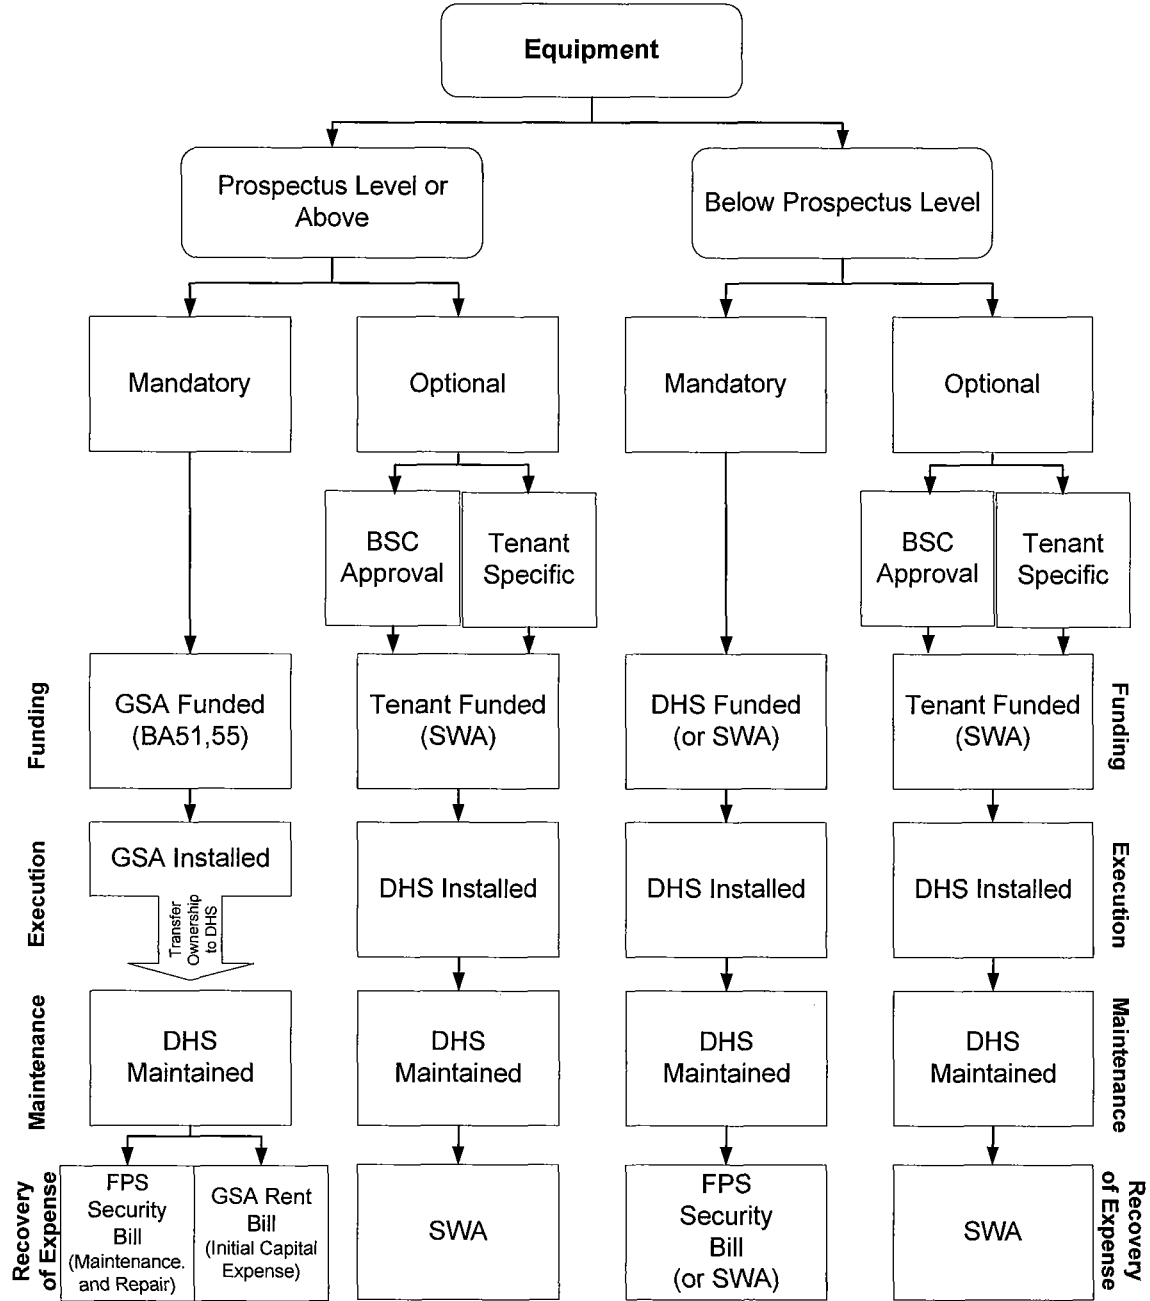 Equipment
Prospectus Level or
Above
Below Prospectus Level
Mandatory
Optional
Mandatory
Optional
BSC
Approval
Tenant
Specific
BSC
Approval
Tenant
Specific
Funding
GSA Funded
(BA51,55)
Tenant Funded
(SWA)
DHS Funded
(or SWA)
Tenant Funded
(SWA)
Funding
Execution
GSA Installed
Transfer
Ownership
to DHS
DHS Installed
DHS Installed
DHS Installed
Execution
Maintenance
DHS
Maintained
DHS
Maintained
DHS
Maintained
DHS
Maintained
Maintenance
Recovery
of Expense
FPS
Security
Bill
(Maintenance.
and Repair)
GSA Rent
Bill
(Initial Capital
Expense)
SWA
FPS
Security
Bill
(or SWA)
SWA
Recovery
of Expense